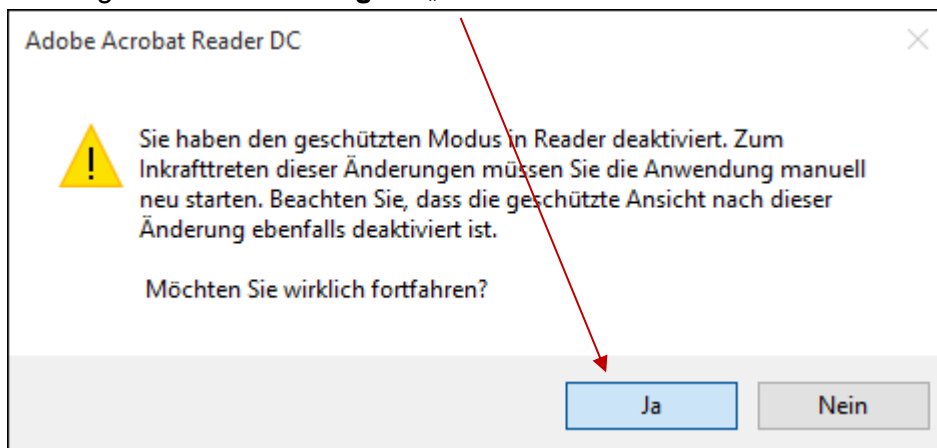 Adobe Acrobat Reader DC
Sie haben den geschützten Modus in Reader deaktiviert. Zum
Inkrafttreten dieser Änderungen müssen Sie die Anwendung manuell
neu starten. Beachten Sie, dass die geschützte Ansicht nach dieser
Änderung ebenfalls deaktiviert ist.
Möchten Sie wirklich fortfahren?
Ja
Nein